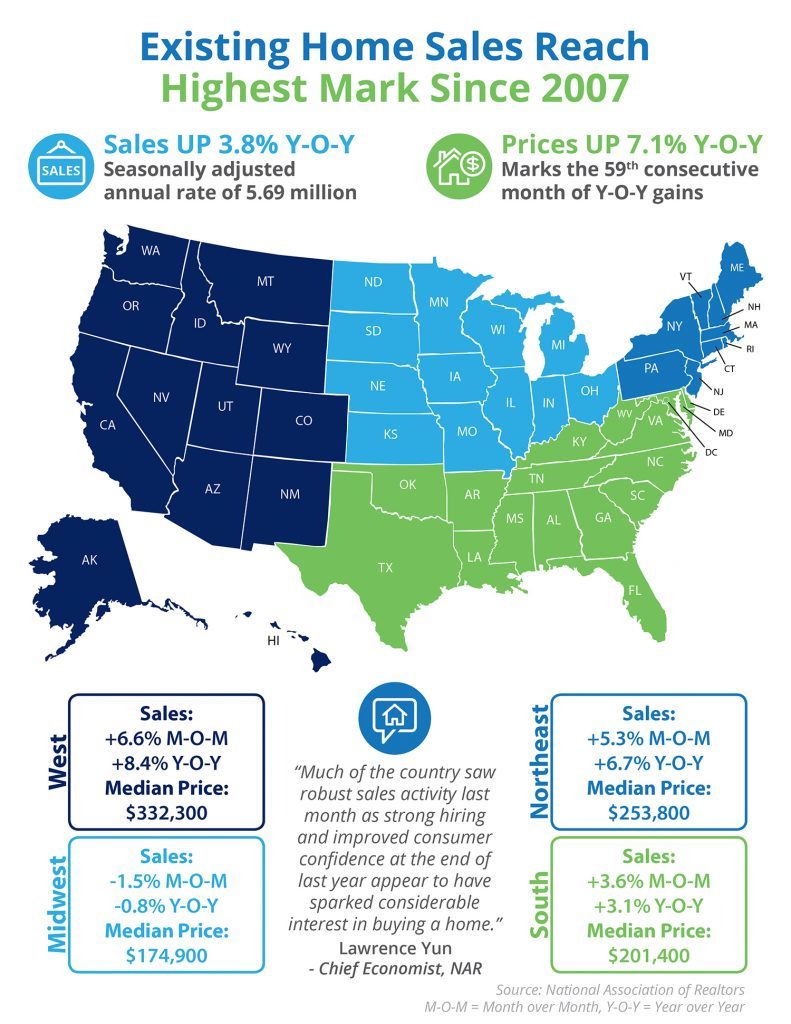 Existing Home Sales Reach
Highest Mark Since 2007
SALES
Sales UP 3.8% Y-O-Y
Seasonally adjusted
annual rate of 5.69 million
$
Prices UP 7.1% Y-O-Y
Marks the 59th consecutive
month of Y-O-Y gains
WA
OR
ID
MT
WY
CA
NV
UT
CO
AZ
NM
AK
HI
ND
SD
NE
KS
MN
IA
MO
WI
IL
MI
IN
OH
OK
TX
AR
LA
KY
TN
MS
AL
GA
FL
SC
NC
VA
WV
PA
NY
VT
ME
NH
MA
RI
CT
NJ
DE
MD
DC
West
Sales:
+6.6% M-O-M
+8.4% Y-O-Y
Median Price:
$332,300
Midwest
Sales:
-1.5% M-O-M
-0.8% Y-O-Y
Median Price:
$174,900
“Much of the country saw
robust sales activity last
month as strong hiring
and improved consumer
confidence at the end of
last year appear to have
sparked considerable
interest in buying a home.”
Lawrence Yun
- Chief Economist, NAR
Northeast
Sales:
+5.3% M-O-M
+6.7% Y-O-Y
Median Price:
$253,800
South
Sales:
+3.6% M-O-M
+3.1% Y-O-Y
Median Price:
$201,400
Source: National Association of Realtors
M-O-M = Month over Month, Y-O-Y = Year over Year